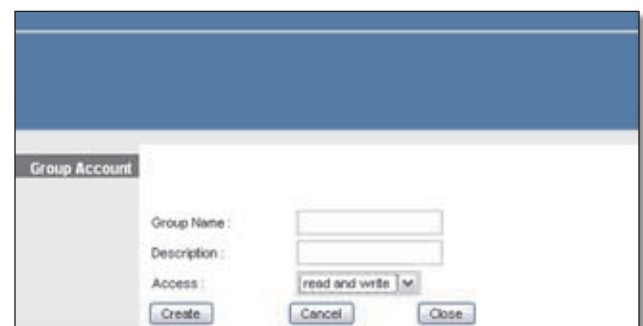 Group Account
Group Name :
Description :
Access : read and write
Create Cancel Close